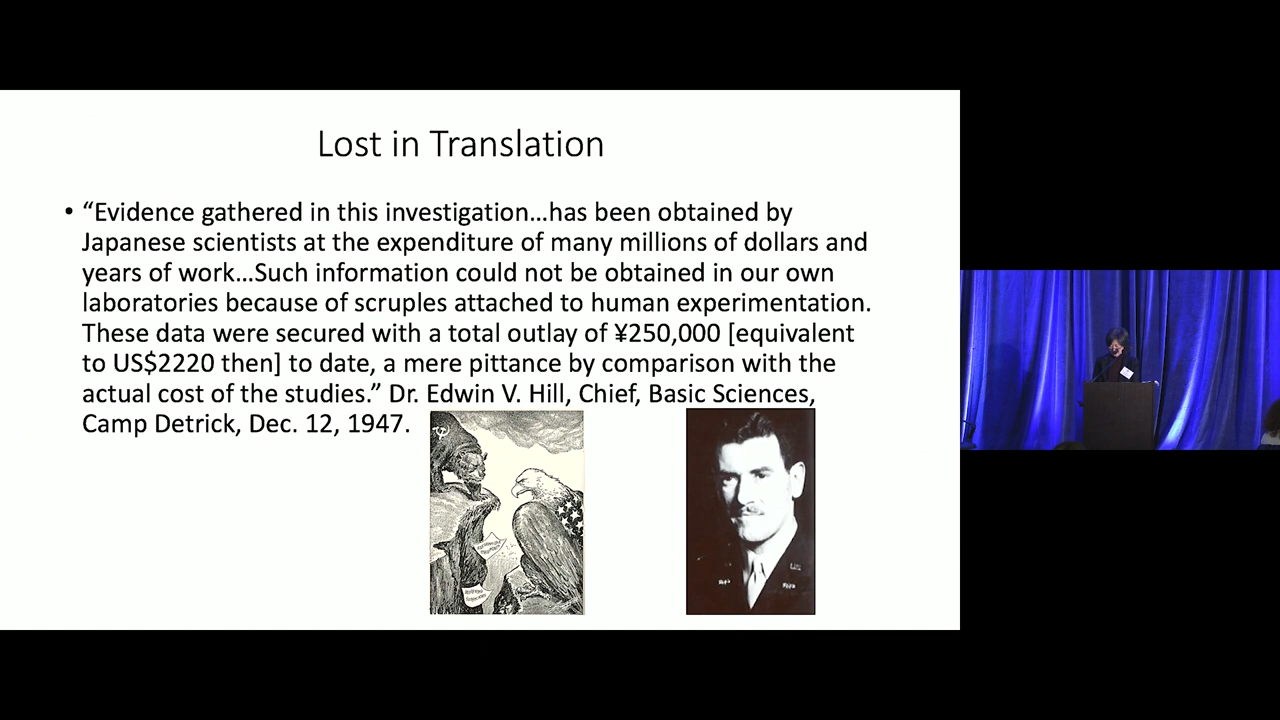 Lost in Translation
• “Evidence gathered in this investigation…has been obtained by
Japanese scientists at the expenditure of many millions of dollars and
years of work…Such information could not be obtained in our own
laboratories because of scruples attached to human experimentation.
These data were secured with a total outlay of ¥250,000 [equivalent
to US$2220 then] to date, a mere pittance by comparison with the
actual cost of the studies.” Dr. Edwin V. Hill, Chief, Basic Sciences,
Camp Detrick, Dec. 12, 1947.